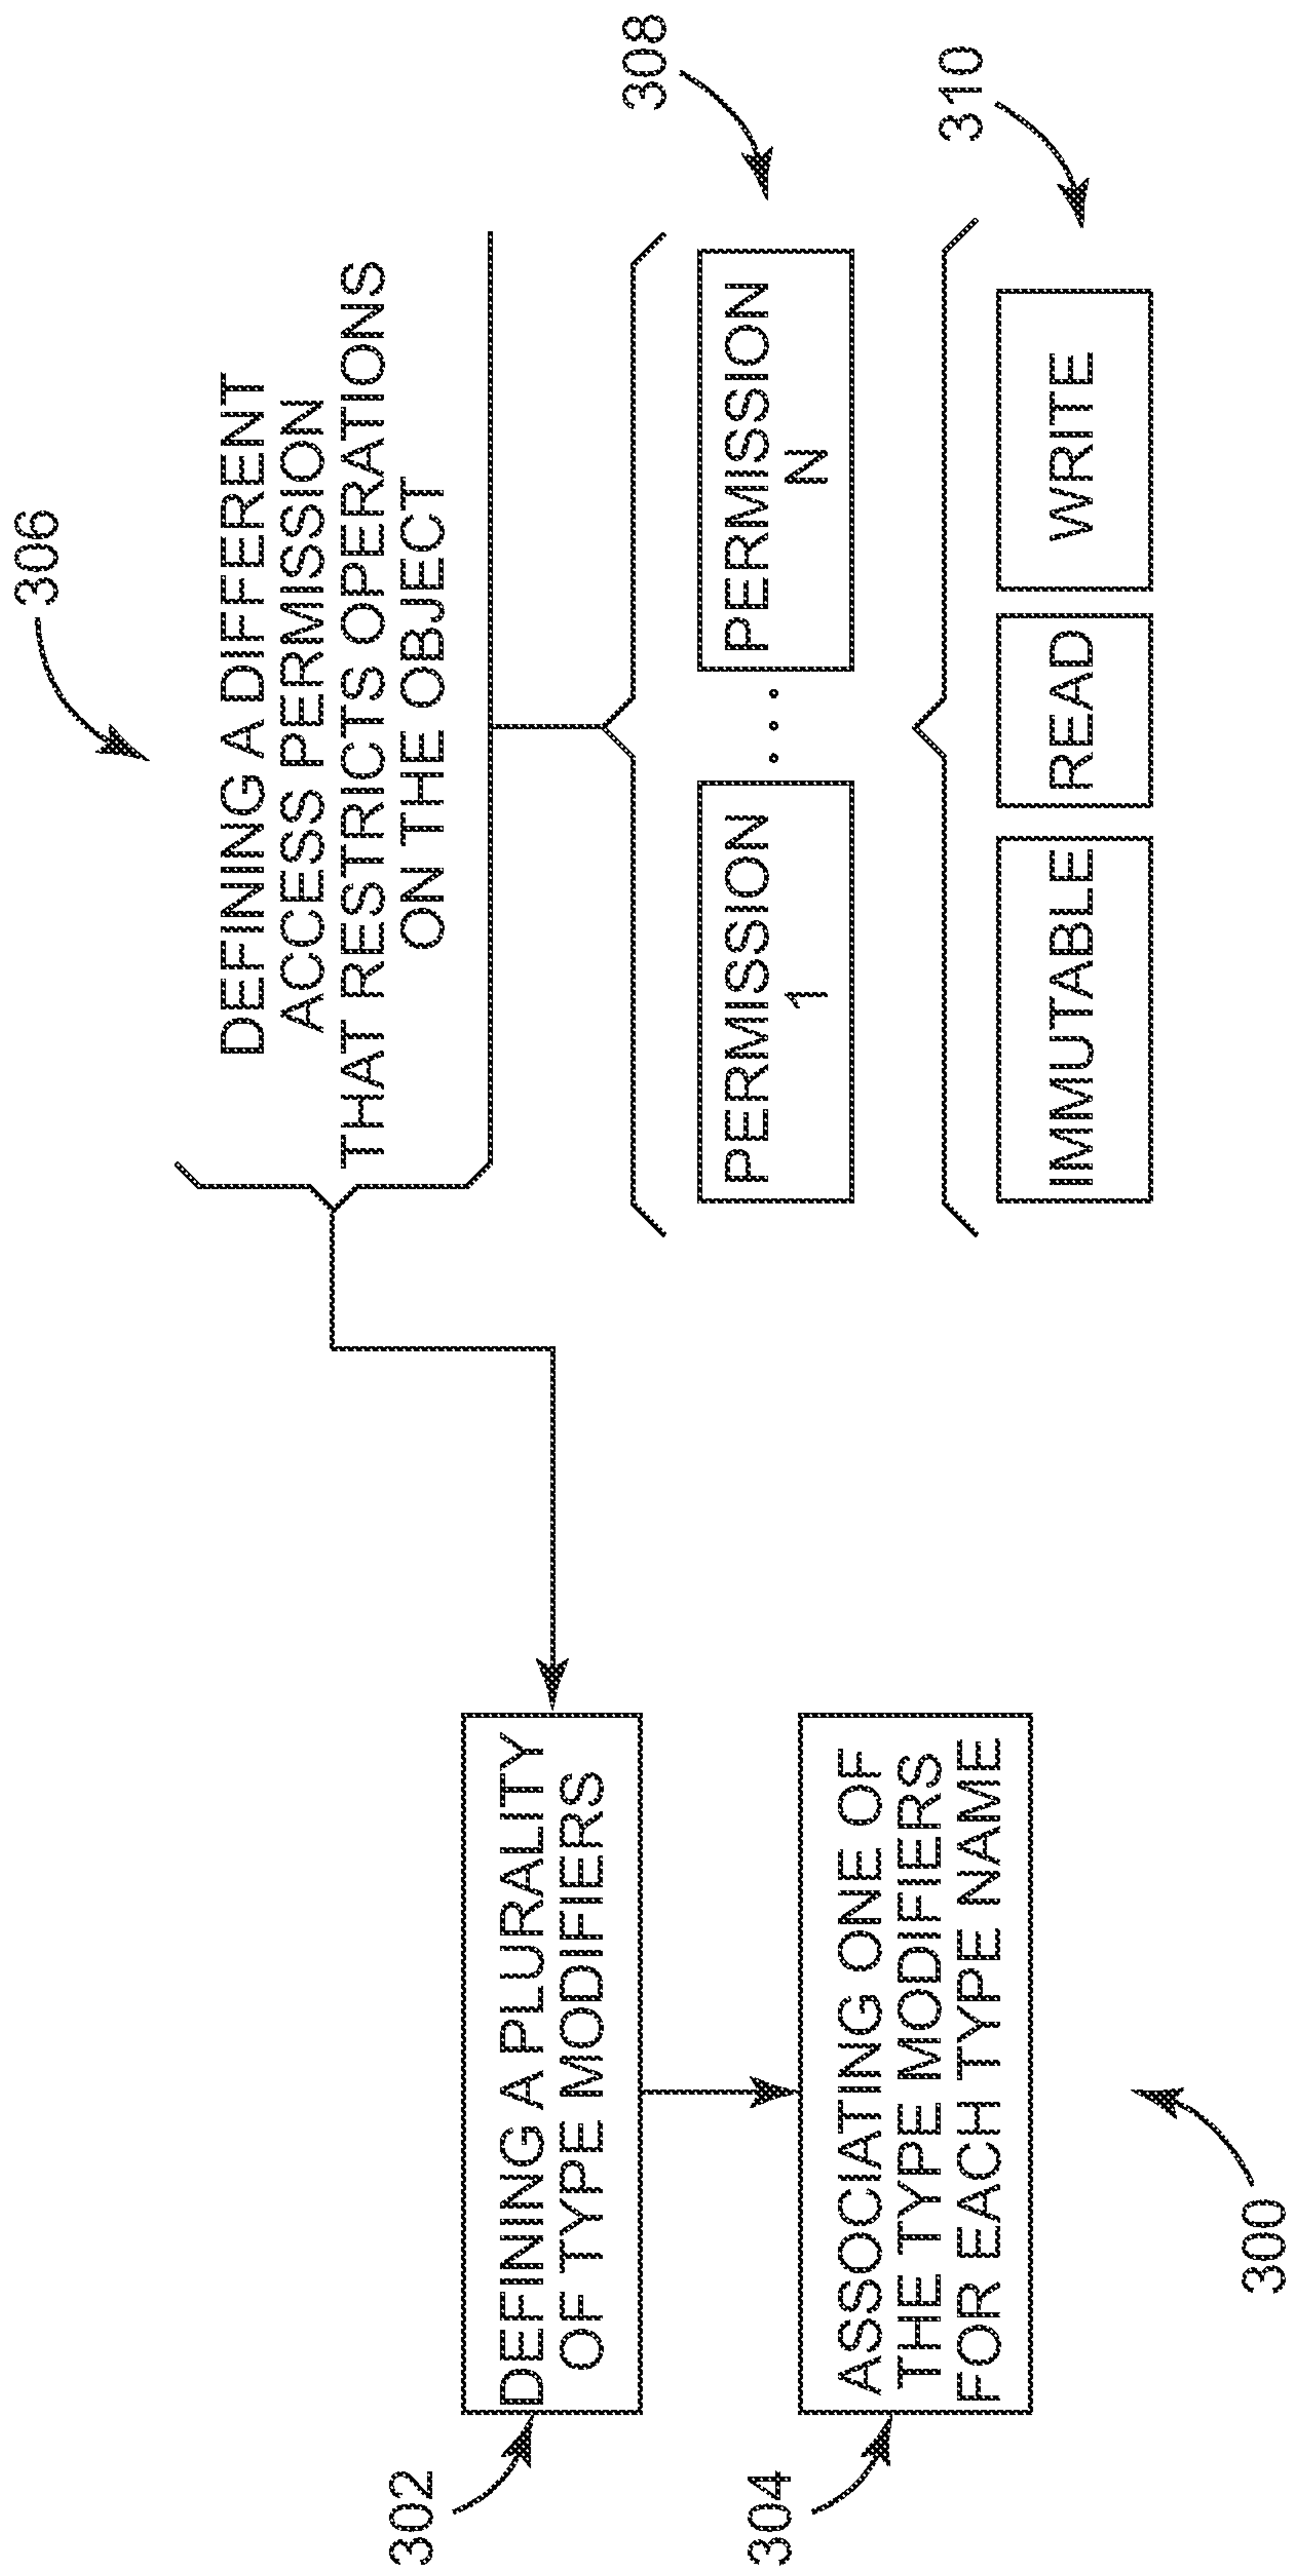 306
DEFINING A DIFFERENT
ACCESS PERMISSION
THAT RESTRICTS OPERATIONS
ON THE OBJECT
302
DEFINING A PLURALITY
OF TYPE MODIFIERS
308
PERMISSION
1
PERMISSION
N
304
ASSOCIATING ONE OF
THE TYPE MODIFIERS
FOR EACH TYPE NAME
310
IMMUTABLE
READ
WRITE
300